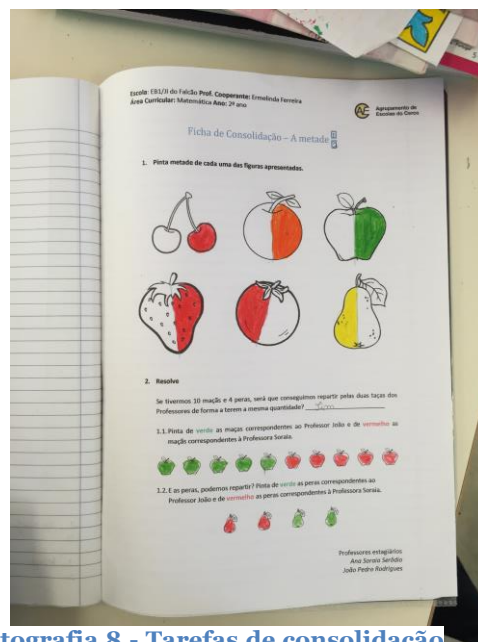 Escola: EB1/JI do Falcão Prof. Cooperante: Ermelinda Ferreira
Área Curricular: Matemática Ano: 2º ano
Agrupamento de
Escolas do Cerco
Ficha de Consolidação – A metade
1. Pinta metade de cada uma das figuras apresentadas.
2. Resolve
Se tivermos 10 maçãs e 4 peras, será que conseguimos repartir pelas duas taças dos
Professores de forma a terem a mesma quantidade? Sim
1.1. Pinta de verde as maças correspondentes ao Professor João e de vermelho as
maçãs correspondentes à Professora Soraia.
1.2. E as peras, podemos repartir? Pinta de verde as peras correspondentes ao
Professor João e de vermelho as peras correspondentes à Professora Soraia.
Professores estagiários
Ana Soraia Serôdio
João Pedro Rodrigues
tografia 8 - Tarefas de consolidação